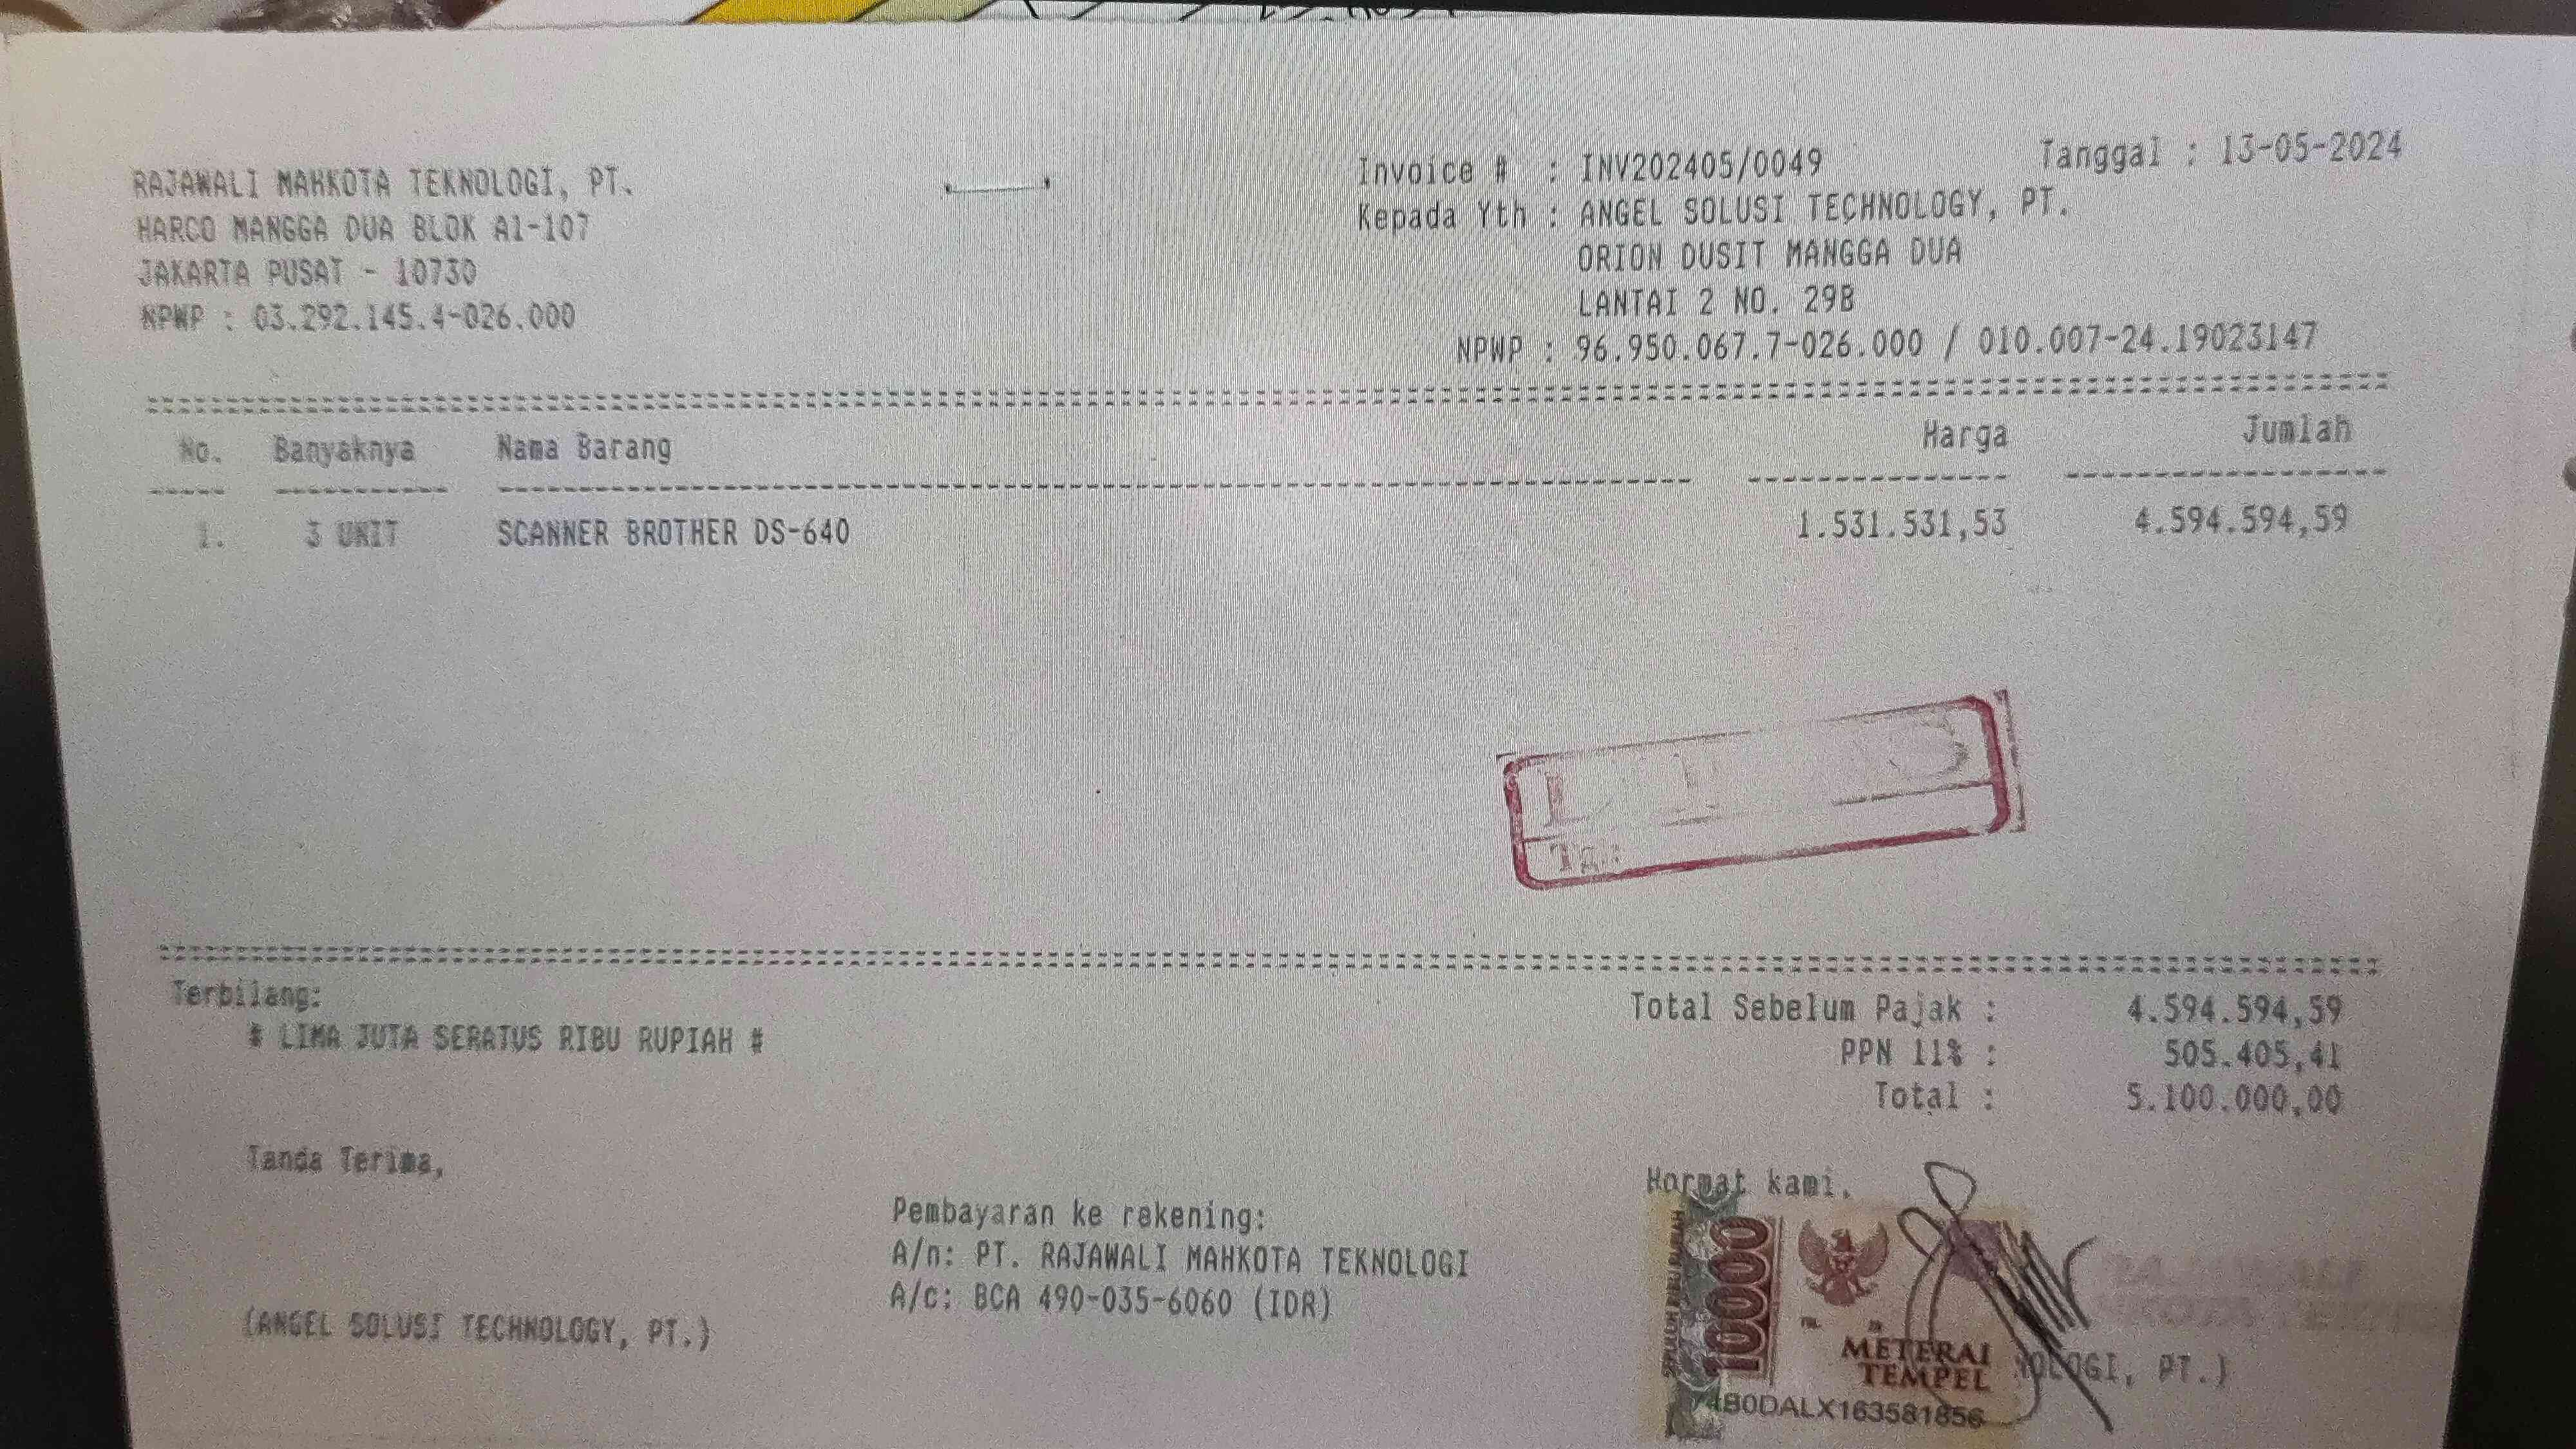 RAJAWALI MAHKOTA TEKNOLOGI, PT.
HARCO MANGGA DUA BLOK A1-107
JAKARTA PUSAT - 10730
NPWP : 03.292.145.4-026.000
Invoice # : INV202405/0049
Tanggal : 13-05-2024
Kepada Yth : ANGEL SOLUSI TECHNOLOGY, PT.
ORION DUSIT MANGGA DUA
LANTAI 2 NO. 29B
NPWP : 96.950.067.7-026.000 / 010.007-24.19023147
No. Banyaknya Nama Barang Harga Jumlah
1. 3 UNIT SCANNER BROTHER DS-640 1.531.531,53 4.594.594,59
Terbilang:
# LIMA JUTA SERATUS RIBU RUPIAH #
Total Sebelum Pajak : 4.594.594,59
PPN 11% : 505.405,41
Total : 5.100.000,00
Tanda Terima,
(ANGEL SOLUSI TECHNOLOGY, PT.)
Pembayaran ke rekening:
A/n: PT. RAJAWALI MAHKOTA TEKNOLOGI
A/c: BCA 490-035-6060 (IDR)
Hormat kami,
10000
METERAI
TEMPEL
OLOGI, PT.)
DALX163581856